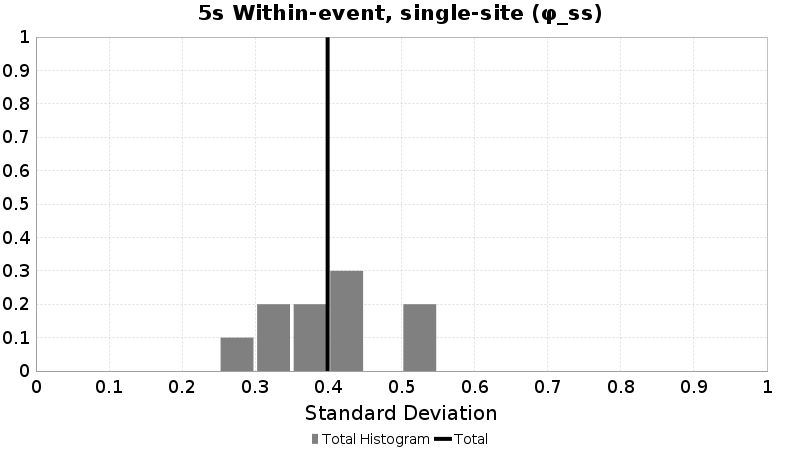 5s Within-event, single-site (φ_ss)
1
0.9
0.8
0.7
0.6
0.5
0.4
0.3
0.2
0.1
0
0 0.1 0.2 0.3 0.4 0.5 0.6 0.7 0.8 0.9 1
Standard Deviation
Total Histogram Total